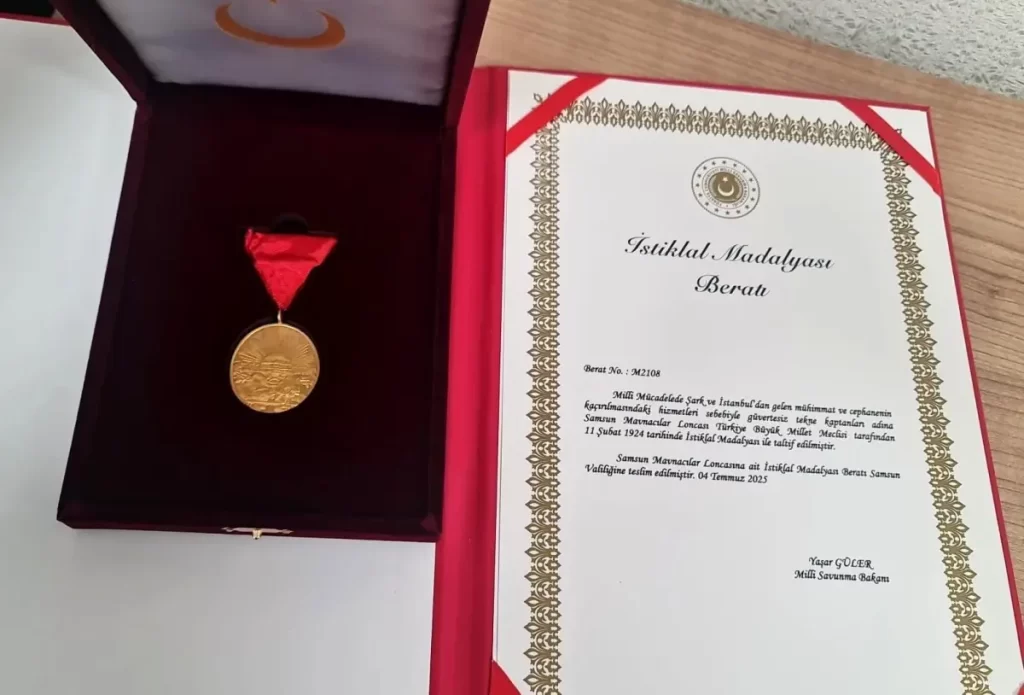 İstiklal Madalyası
Beratı
Berat No. : M2108
Milli Mücadelede Şark ve İstanbul'dan gelen mühimmat ve cephanenin
kaçırılmasındaki hizmetleri sebebiyle güvertesiz tekne kaptanları adına
Samsun Mavnacılar Loncası Türkiye Büyük Millet Meclisi tarafından
11 Şubat 1924 tarihinde İstiklal Madalyası ile taltif edilmiştir.
Samsun Mavnacılar Loncasına ait İstiklal Madalyası Beratı Samsun
Valiliğine teslim edilmiştir. 04 Temmuz 2025
Yaşar GÜLER
Milli Savunma Bakanı